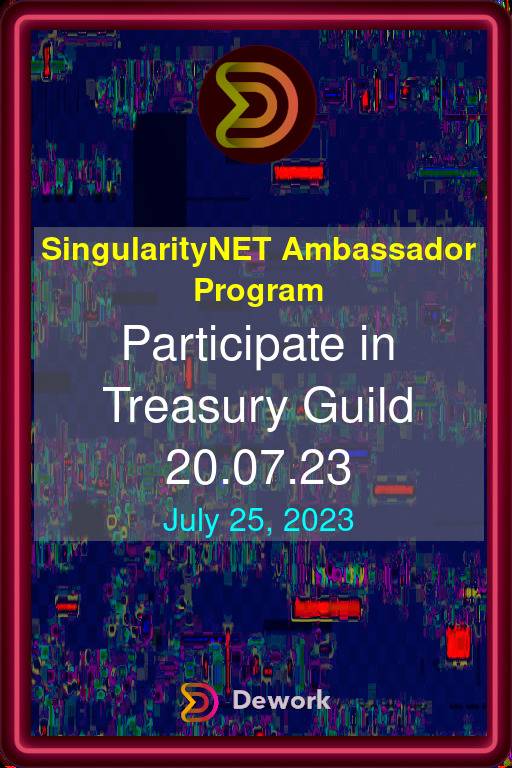 SingularityNET Ambassador
Program
Participate in
Treasury Guild
20.07.23
July 25, 2023
Dework